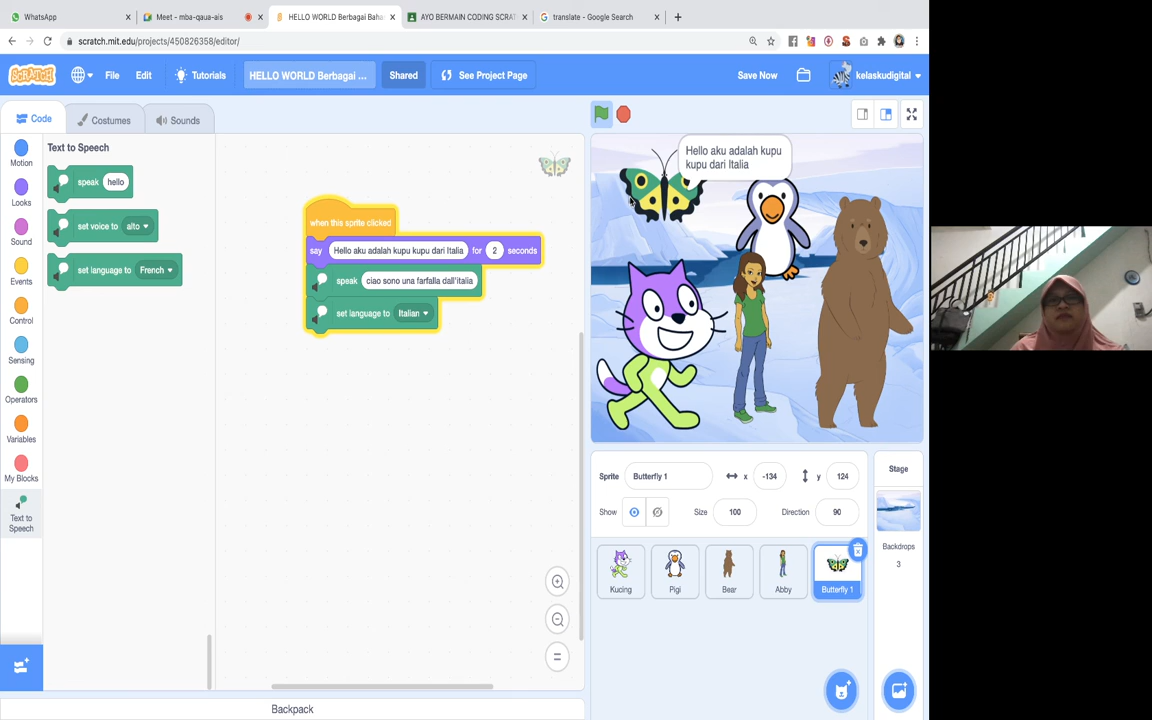 WhatsApp
Meet - mba-qaua-ais
HELLO WORLD Berbagai Baha
AYO BERMAIN CODING SCRAT
translate - Google Search
scratch.mit.edu/projects/450826358/editor/
SCRATCH
File
Edit
Tutorials
HELLO WORLD Berbagai ...
Shared
See Project Page
Save Now
kelaskudigital
Code
Costumes
Sounds
Motion
Looks
Sound
Events
Control
Sensing
Operators
Variables
My Blocks
Text to
Speech
Text to Speech
speak hello
set voice to alto
set language to French
when this sprite clicked
say Hello aku adalah kupu kupu dari Italia for 2 seconds
speak ciao sono una farfalla dall'italia
set language to Italian
Hello aku adalah kupu
kupu dari Italia
Sprite Butterfly 1 x -134 y 124
Show Size 100 Direction 90
Kucing
Pigi
Bear
Abby
Butterfly 1
Stage
Backdrops
3
Backpack